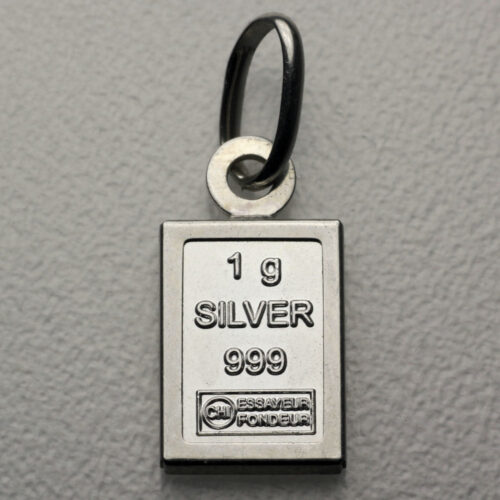 1 g
SILVER
999
CHI ESSAYEUR
FONDEUR